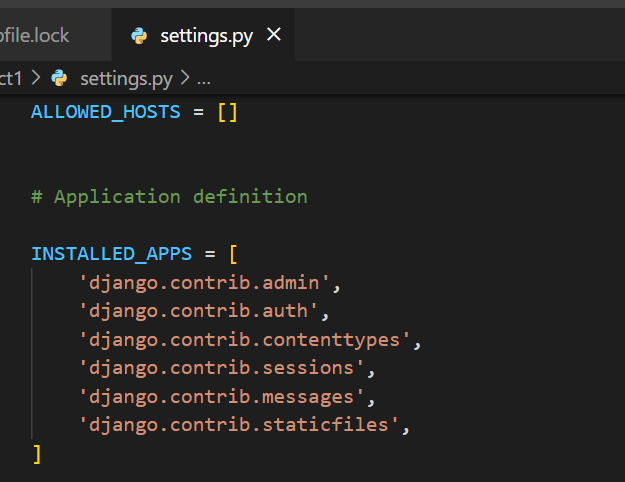 pfile.lock settings.py
ct1 > settings.py > ...
ALLOWED_HOSTS = []
# Application definition
INSTALLED_APPS = [
'django.contrib.admin',
'django.contrib.auth',
'django.contrib.contenttypes',
'django.contrib.sessions',
'django.contrib.messages',
'django.contrib.staticfiles',
]